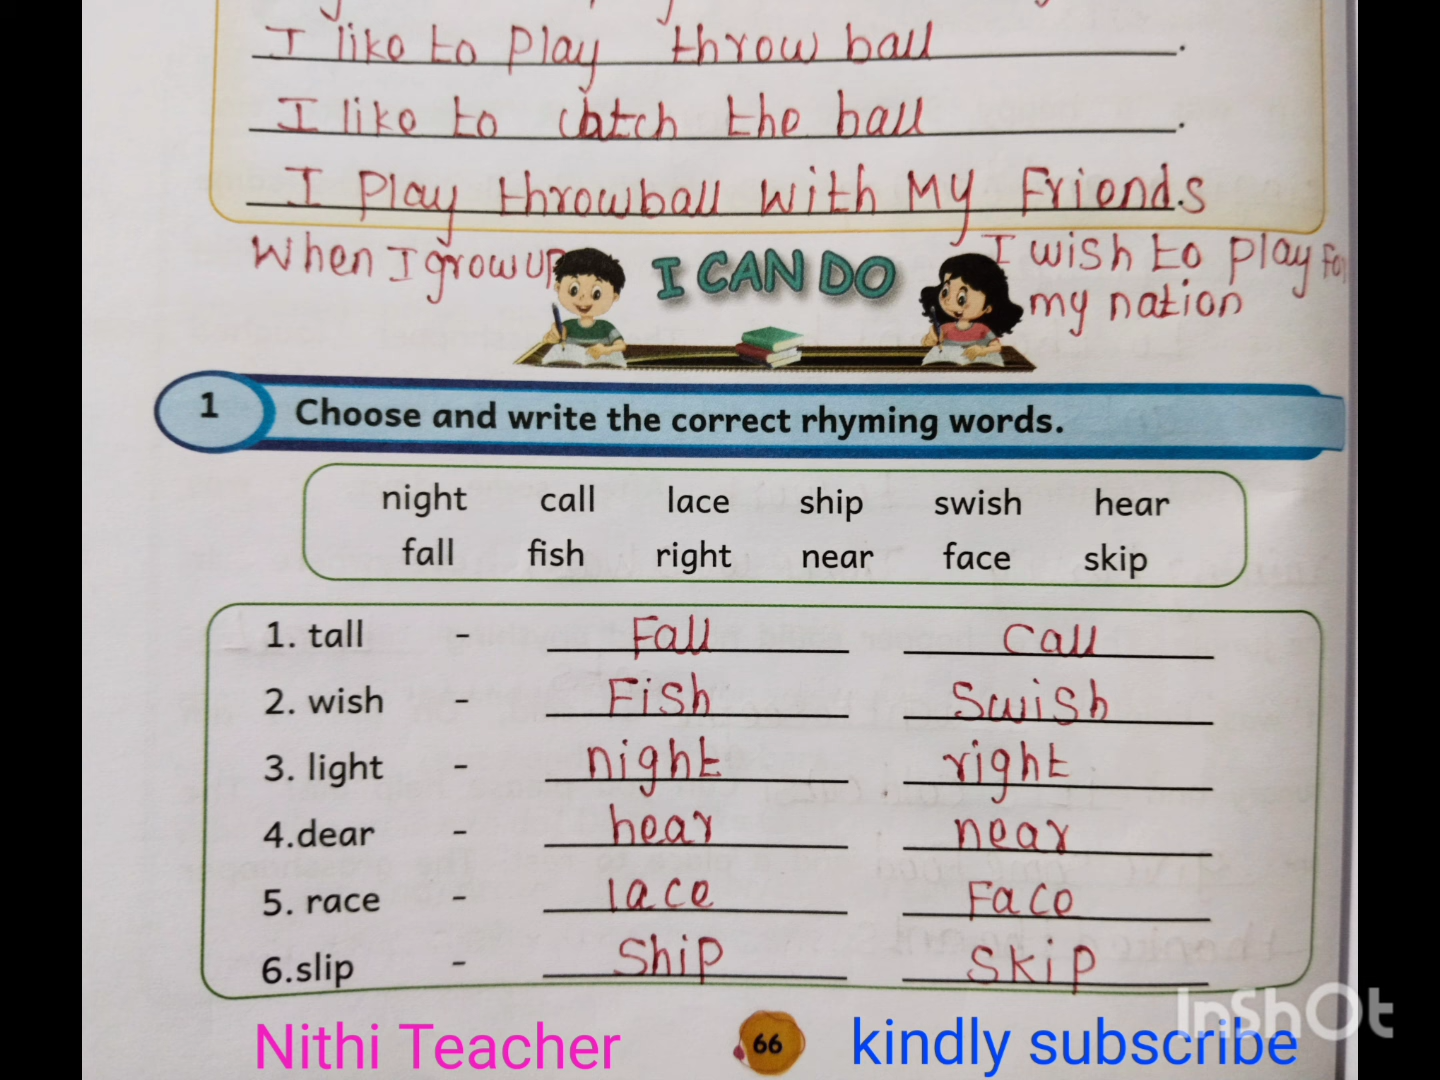 I like to play throw ball.
I like to catch the ball.
I Play throwball with My Friends.
When I grow up I wish to play for
my nation
I CAN DO
1 Choose and write the correct rhyming words.
night call lace ship swish hear
fall fish right near face skip
1. tall - Fall Call
2. wish - Fish Swish
3. light - night right
4.dear - hear near
5. race - lace Face
6.slip - Ship Skip
InShOt
Nithi Teacher 66 kindly subscribe